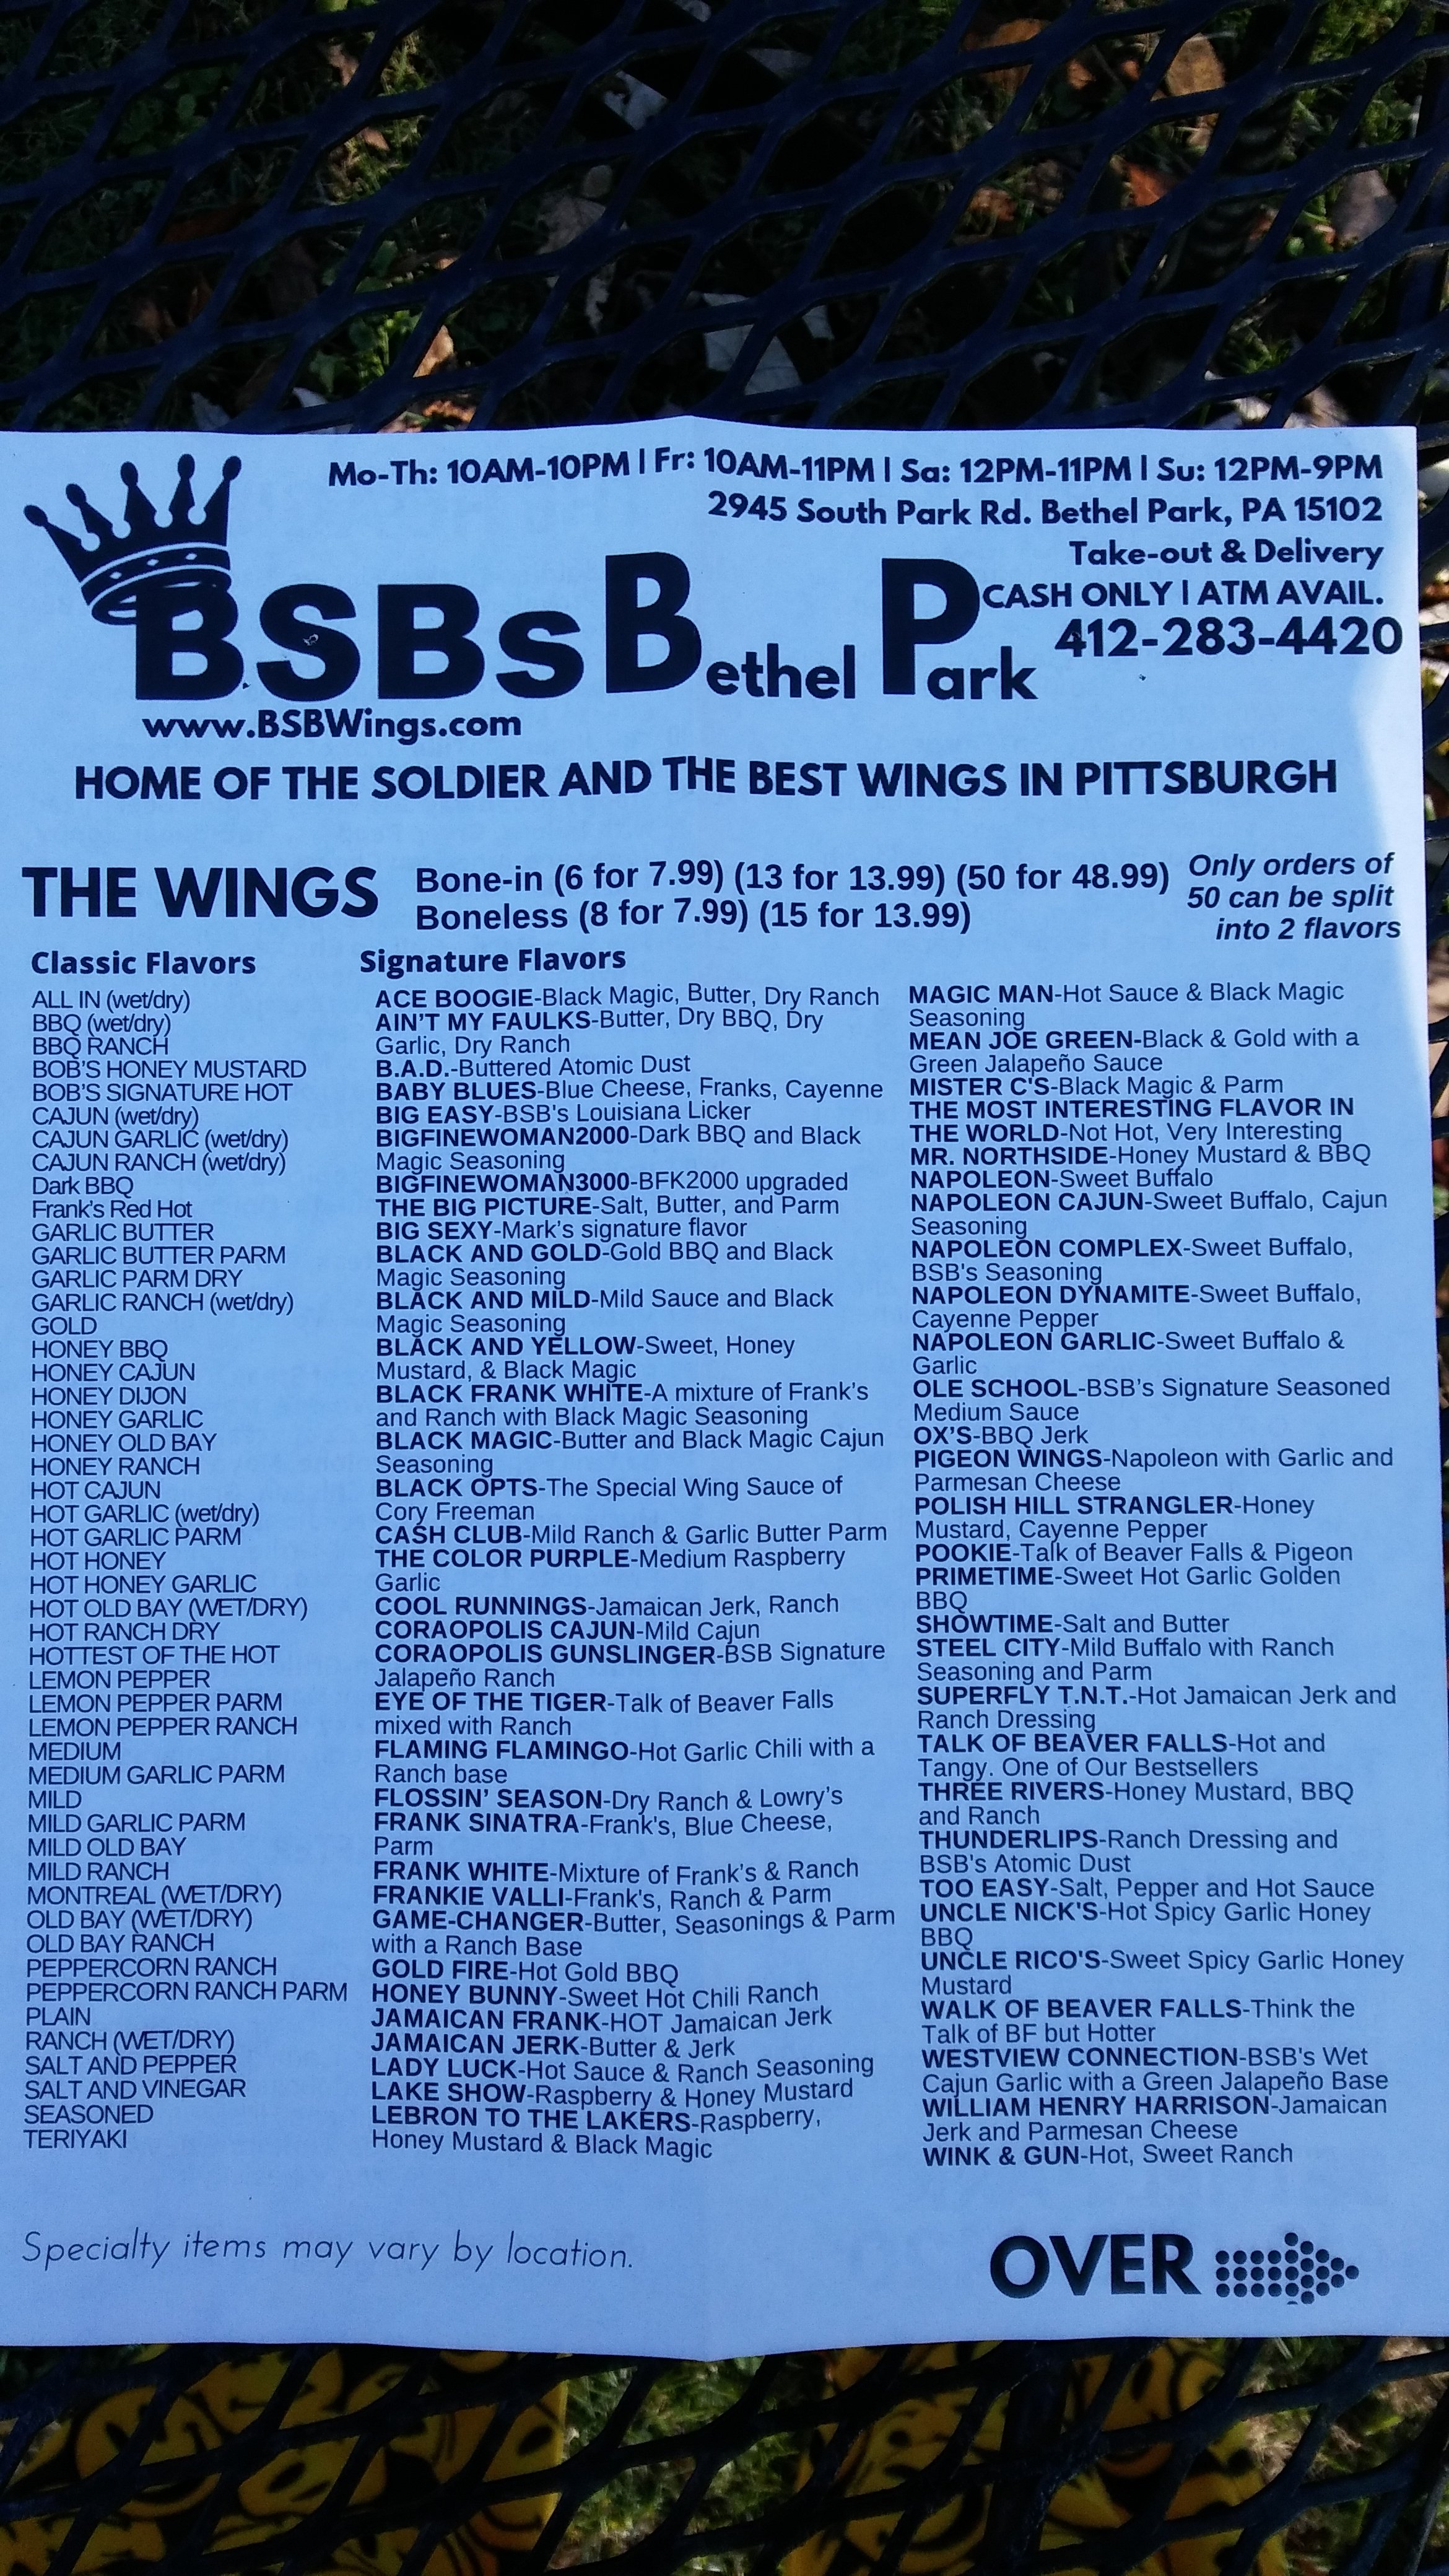 Mo-Th: 10AM-10PM | Fr: 10AM-11PM | Sa: 12PM-11PM | Su: 12PM-9PM
2945 South Park Rd. Bethel Park, PA 15102
Take-out & Delivery
CASH ONLY | ATM AVAIL.
412-283-4420
BSBs Bethel Park
www.BSBWings.com
HOME OF THE SOLDIER AND THE BEST WINGS IN PITTSBURGH
THE WINGS
Bone-in (6 for 7.99) (13 for 13.99) (50 for 48.99)
Boneless (8 for 7.99) (15 for 13.99)
Only orders of
50 can be split
into 2 flavors
Classic Flavors
ALL IN (wet/dry)
BBQ (wet/dry)
BBQ RANCH
BOB'S HONEY MUSTARD
BOB'S SIGNATURE HOT
CAJUN (wet/dry)
CAJUN GARLIC (wet/dry)
CAJUN RANCH (wet/dry)
Dark BBQ
Frank's Red Hot
GARLIC BUTTER
GARLIC BUTTER PARM
GARLIC PARM DRY
GARLIC RANCH (wet/dry)
GOLD
HONEY BBQ
HONEY CAJUN
HONEY DIJON
HONEY GARLIC
HONEY OLD BAY
HONEY RANCH
HOT CAJUN
HOT GARLIC (wet/dry)
HOT GARLIC PARM
HOT HONEY
HOT HONEY GARLIC
HOT OLD BAY (WET/DRY)
HOT RANCH DRY
HOTTEST OF THE HOT
LEMON PEPPER
LEMON PEPPER PARM
LEMON PEPPER RANCH
MEDIUM
MEDIUM GARLIC PARM
MILD
MILD GARLIC PARM
MILD OLD BAY
MILD RANCH
MONTREAL (WET/DRY)
OLD BAY (WET/DRY)
OLD BAY RANCH
PEPPERCORN RANCH
PEPPERCORN RANCH PARM
PLAIN
RANCH (WET/DRY)
SALT AND PEPPER
SALT AND VINEGAR
SEASONED
TERIYAKI
Signature Flavors
ACE BOOGIE-Black Magic, Butter, Dry Ranch
AIN'T MY FAULKS-Butter, Dry BBQ, Dry
Garlic, Dry Ranch
B.A.D.-Buttered Atomic Dust
BABY BLUES-Blue Cheese, Franks, Cayenne
BIG EASY-BSB's Louisiana Licker
BIGFINEWOMAN2000-Dark BBQ and Black
Magic Seasoning
BIGFINEWOMAN3000-BFK2000 upgraded
THE BIG PICTURE-Salt, Butter, and Parm
BIG SEXY-Mark's signature flavor
BLACK AND GOLD-Gold BBQ and Black
Magic Seasoning
BLACK AND MILD-Mild Sauce and Black
Magic Seasoning
BLACK AND YELLOW-Sweet, Honey
Mustard, & Black Magic
BLACK FRANK WHITE-A mixture of Frank's
and Ranch with Black Magic Seasoning
BLACK MAGIC-Butter and Black Magic Cajun
Seasoning
BLACK OPTS-The Special Wing Sauce of
Cory Freeman
CASH CLUB-Mild Ranch & Garlic Butter Parm
THE COLOR PURPLE-Medium Raspberry
Garlic
COOL RUNNINGS-Jamaican Jerk, Ranch
CORAOPOLIS CAJUN-Mild Cajun
CORAOPOLIS GUNSLINGER-BSB Signature
Jalapeño Ranch
EYE OF THE TIGER-Talk of Beaver Falls
mixed with Ranch
FLAMING FLAMINGO-Hot Garlic Chili with a
Ranch base
FLOSSIN' SEASON-Dry Ranch & Lowry's
FRANK SINATRA-Frank's, Blue Cheese,
Parm
FRANK WHITE-Mixture of Frank's & Ranch
FRANKIE VALLI-Frank's, Ranch & Parm
GAME-CHANGER-Butter, Seasonings & Parm
with a Ranch Base
GOLD FIRE-Hot Gold BBQ
HONEY BUNNY-Sweet Hot Chili Ranch
JAMAICAN FRANK-HOT Jamaican Jerk
JAMAICAN JERK-Butter & Jerk
LADY LUCK-Hot Sauce & Ranch Seasoning
LAKE SHOW-Raspberry & Honey Mustard
LEBRON TO THE LAKERS-Raspberry,
Honey Mustard & Black Magic
MAGIC MAN-Hot Sauce & Black Magic
Seasoning
MEAN JOE GREEN-Black & Gold with a
Green Jalapeño Sauce
MISTER C'S-Black Magic & Parm
THE MOST INTERESTING FLAVOR IN
THE WORLD-Not Hot, Very Interesting
MR. NORTHSIDE-Honey Mustard & BBQ
NAPOLEON-Sweet Buffalo
NAPOLEON CAJUN-Sweet Buffalo, Cajun
Seasoning
NAPOLEON COMPLEX-Sweet Buffalo,
BSB's Seasoning
NAPOLEON DYNAMITE-Sweet Buffalo,
Cayenne Pepper
NAPOLEON GARLIC-Sweet Buffalo &
Garlic
OLE SCHOOL-BSB's Signature Seasoned
Medium Sauce
OX'S-BBQ Jerk
PIGEON WINGS-Napoleon with Garlic and
Parmesan Cheese
POLISH HILL STRANGLER-Honey
Mustard, Cayenne Pepper
POOKIE-Talk of Beaver Falls & Pigeon
PRIMETIME-Sweet Hot Garlic Golden
BBQ
SHOWTIME-Salt and Butter
STEEL CITY-Mild Buffalo with Ranch
Seasoning and Parm
SUPERFLY T.N.T.-Hot Jamaican Jerk and
Ranch Dressing
TALK OF BEAVER FALLS-Hot and
Tangy. One of Our Bestsellers
THREE RIVERS-Honey Mustard, BBQ
and Ranch
THUNDERLIPS-Ranch Dressing and
BSB's Atomic Dust
TOO EASY-Salt, Pepper and Hot Sauce
UNCLE NICK'S-Hot Spicy Garlic Honey
BBQ
UNCLE RICO'S-Sweet Spicy Garlic Honey
Mustard
WALK OF BEAVER FALLS-Think the
Talk of BF but Hotter
WESTVIEW CONNECTION-BSB's Wet
Cajun Garlic with a Green Jalapeño Base
WILLIAM HENRY HARRISON-Jamaican
Jerk and Parmesan Cheese
WINK & GUN-Hot, Sweet Ranch
Specialty items may vary by location.
OVER